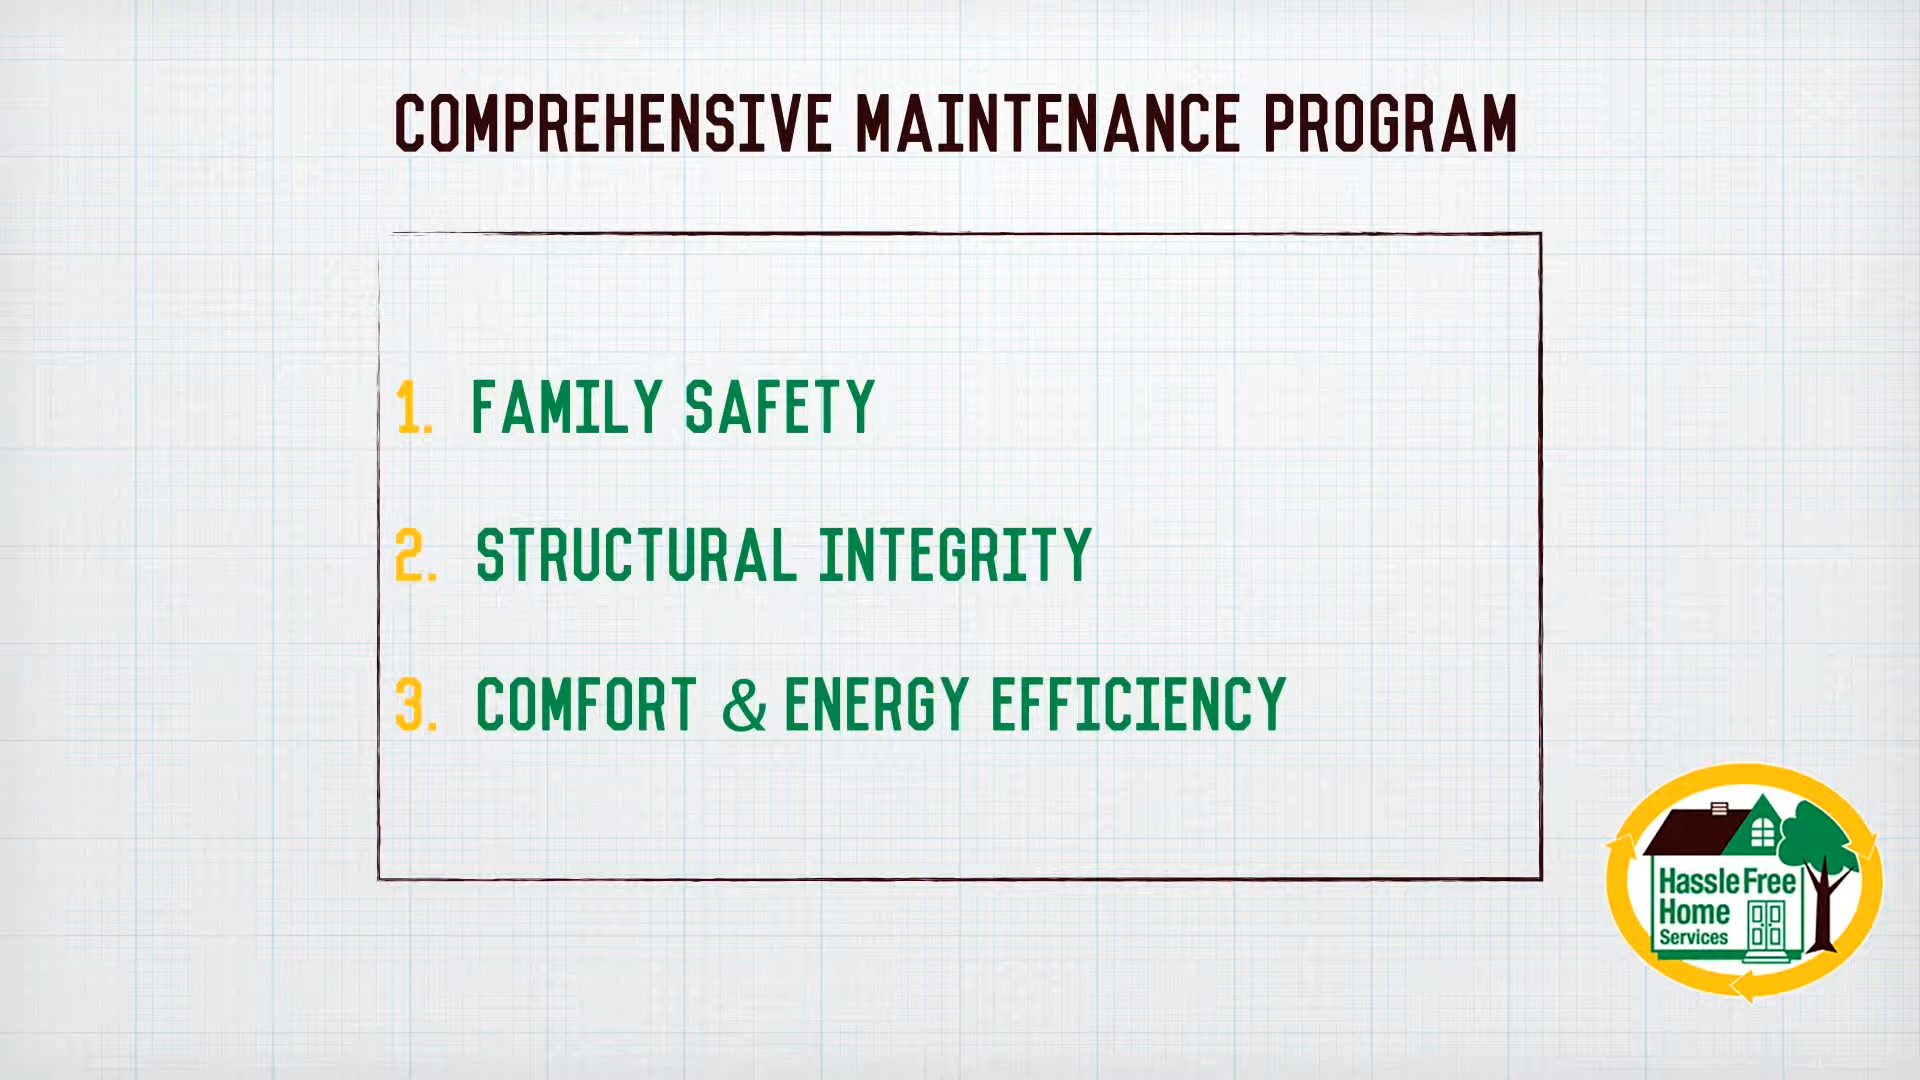 COMPREHENSIVE MAINTENANCE PROGRAM
1. FAMILY SAFETY
2. STRUCTURAL INTEGRITY
3. COMFORT & ENERGY EFFICIENCY
Hassle Free
Home
Services